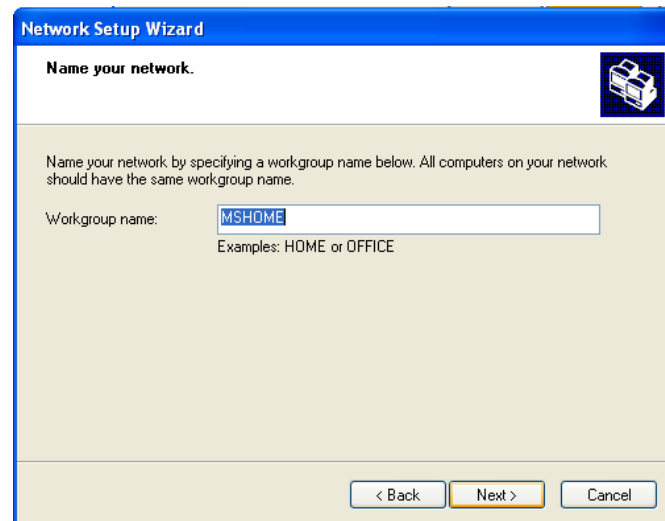 Network Setup Wizard
Name your network.
Name your network by specifying a workgroup name below. All computers on your network
should have the same workgroup name.
Workgroup name:
MSHOME
Examples: HOME or OFFICE
< Back
Next >
Cancel